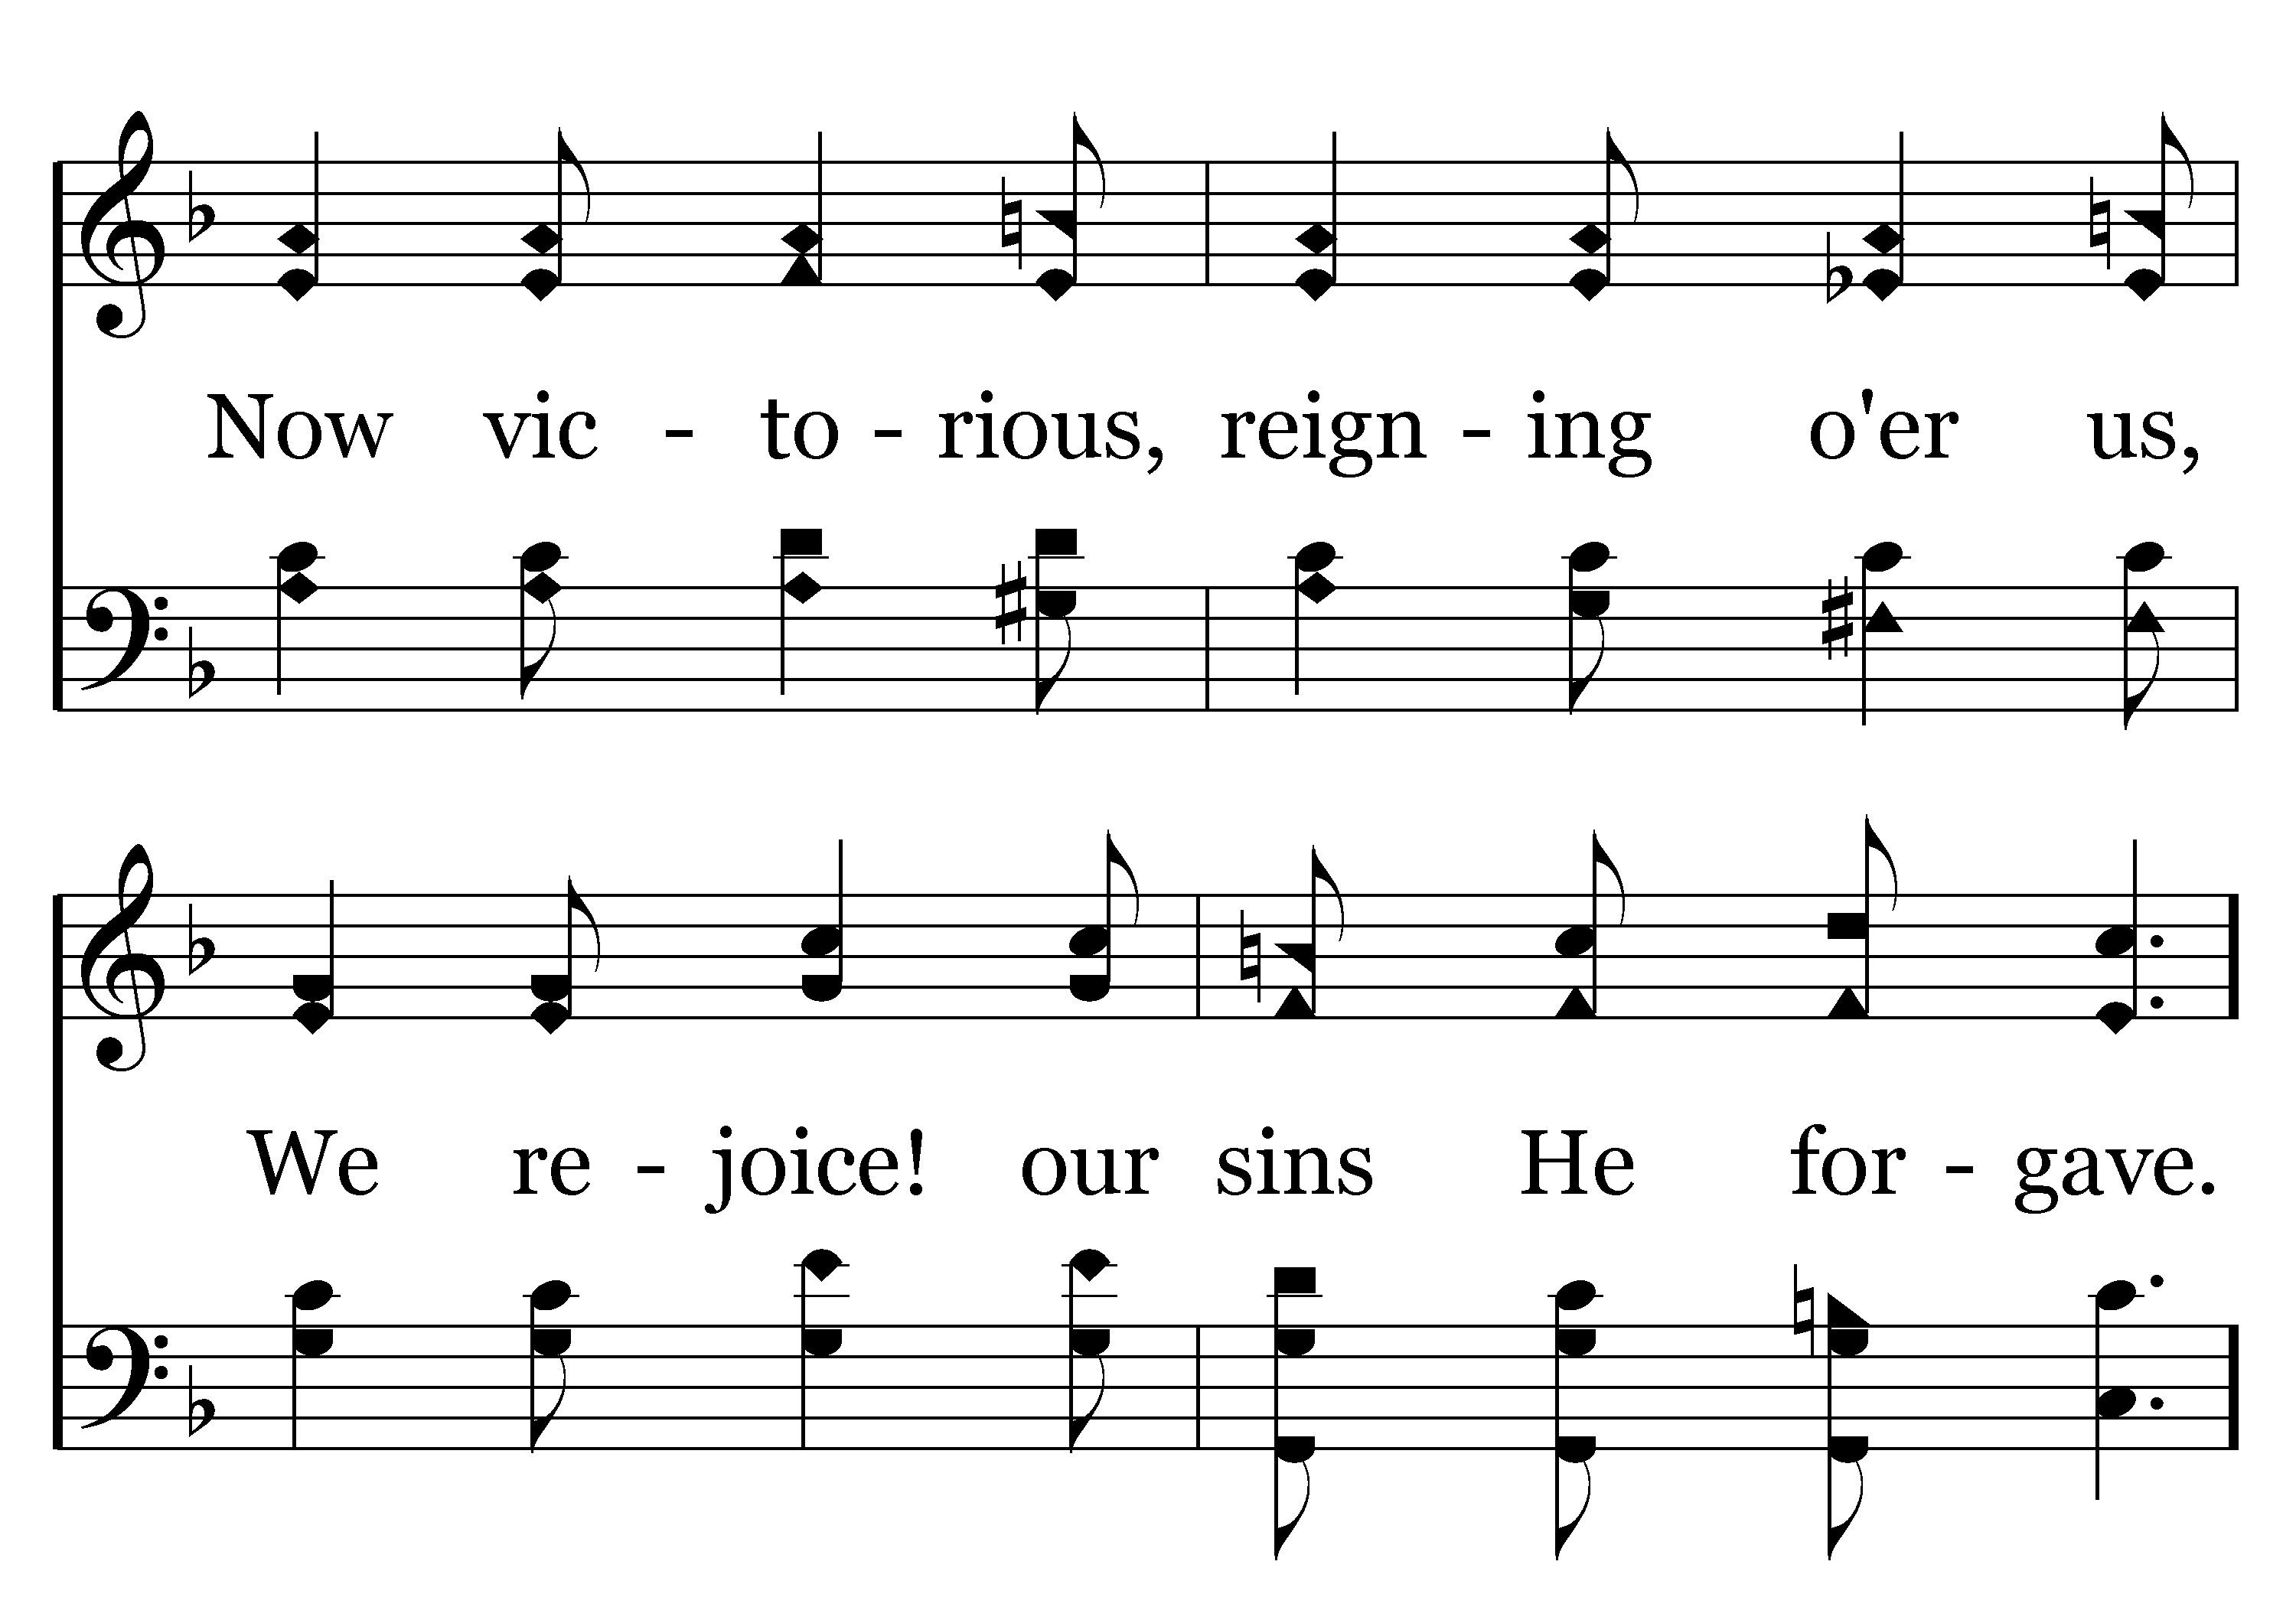 Now vic - to - rious, reign - ing o'er us,
We re - joice! our sins He for - gave.